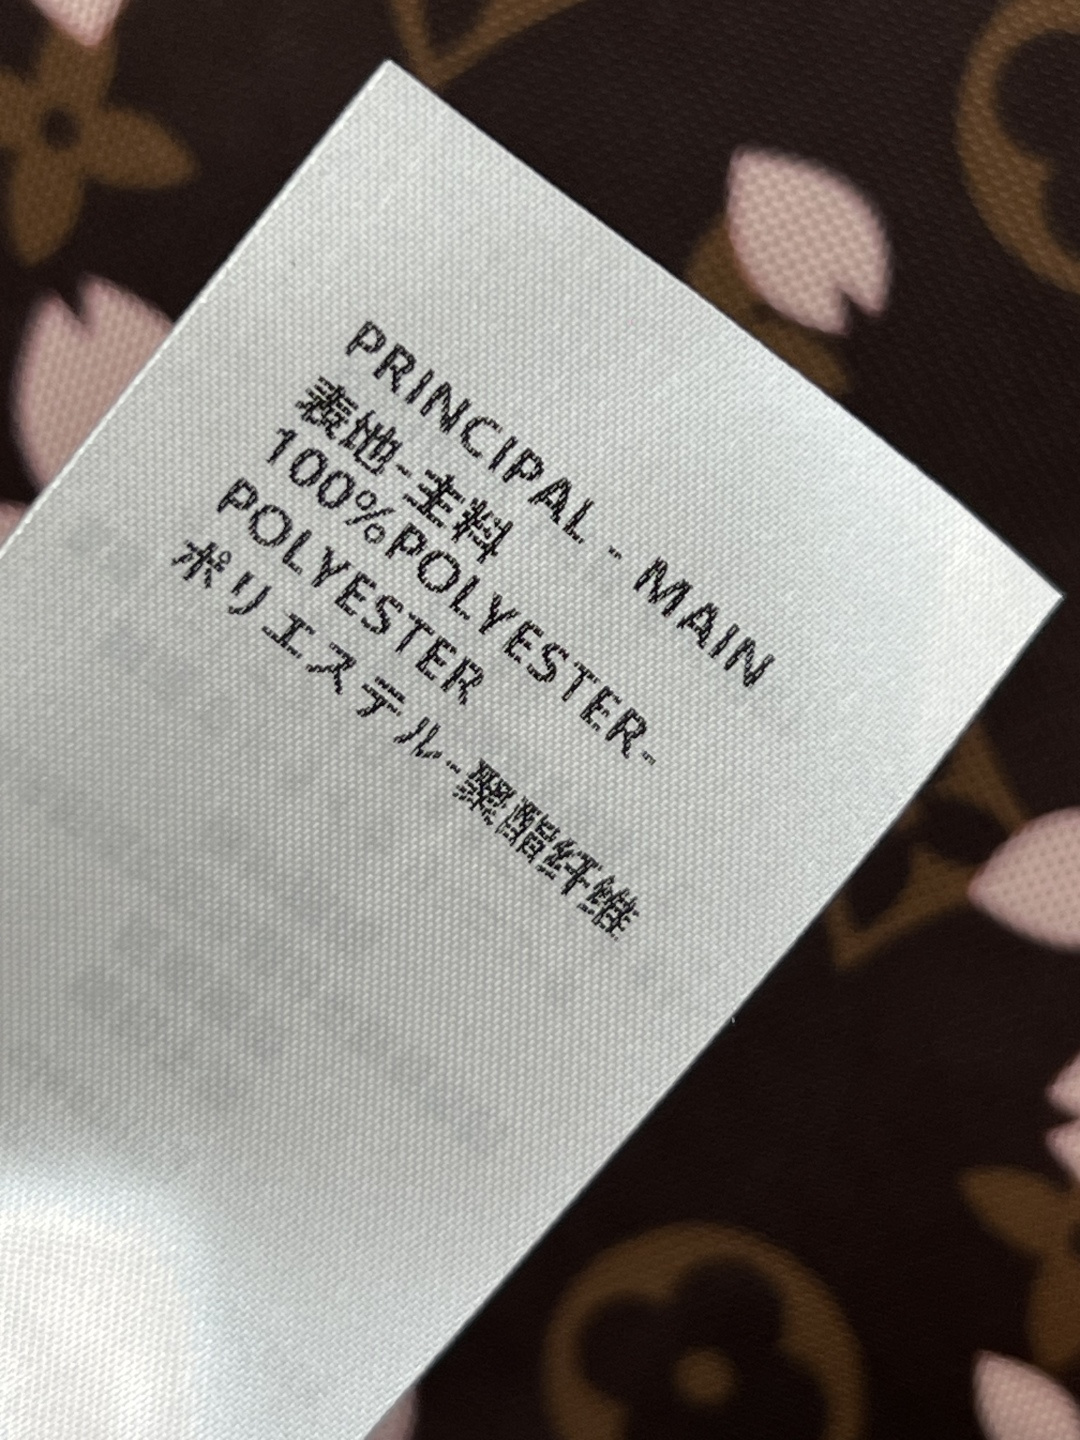 PRINCIPAL - MAIN
表地-主料
100%POLYESTER-
POLYESTER
ポリエステル-聚酯纤维